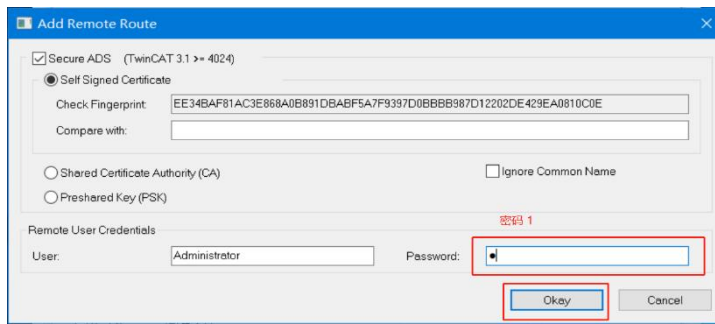 Add Remote Route
Secure ADS (TwinCAT 3.1 >= 4024)
Self Signed Certificate
Check Fingerprint: EE34BAF81AC3E868A0B891DBABF5A7F9397D0BBBB987D12202DE429EA0810C0E
Compare with:
Shared Certificate Authority (CA) Ignore Common Name
Preshared Key (PSK)
密码 1
Remote User Credentials
User: Administrator Password: ●
Okay Cancel